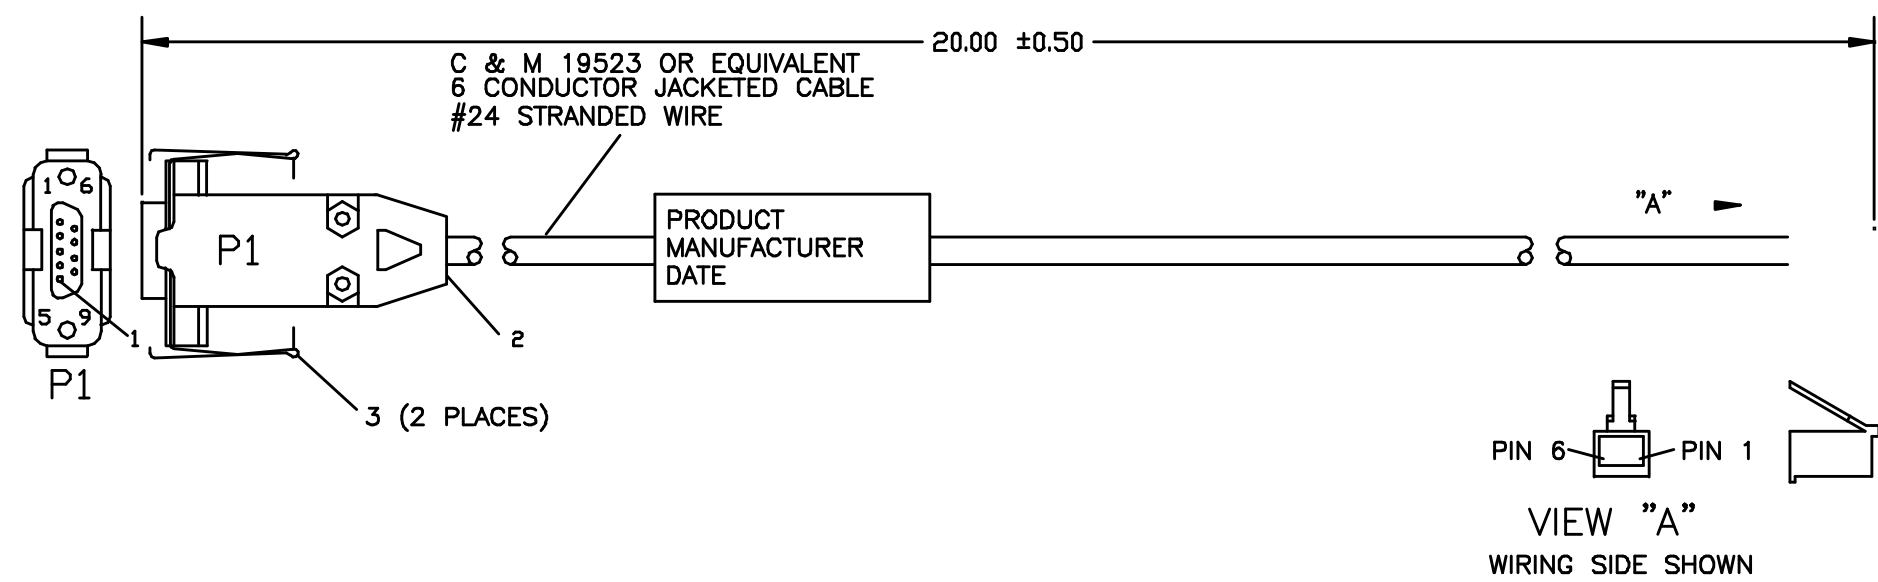 20.00 ±0.50
C & M 19523 OR EQUIVALENT
6 CONDUCTOR JACKETED CABLE
#24 STRANDED WIRE
"A"
1 6
P1
PRODUCT
MANUFACTURER
DATE
5 9
1
2
P1
3 (2 PLACES)
PIN 6
PIN 1
VIEW "A"
WIRING SIDE SHOWN